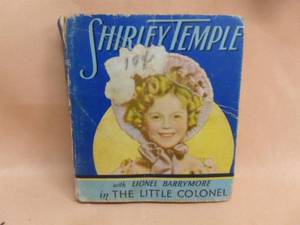 SHIRLEY TEMPLE
with LIONEL BARRYMORE
in THE LITTLE COLONEL